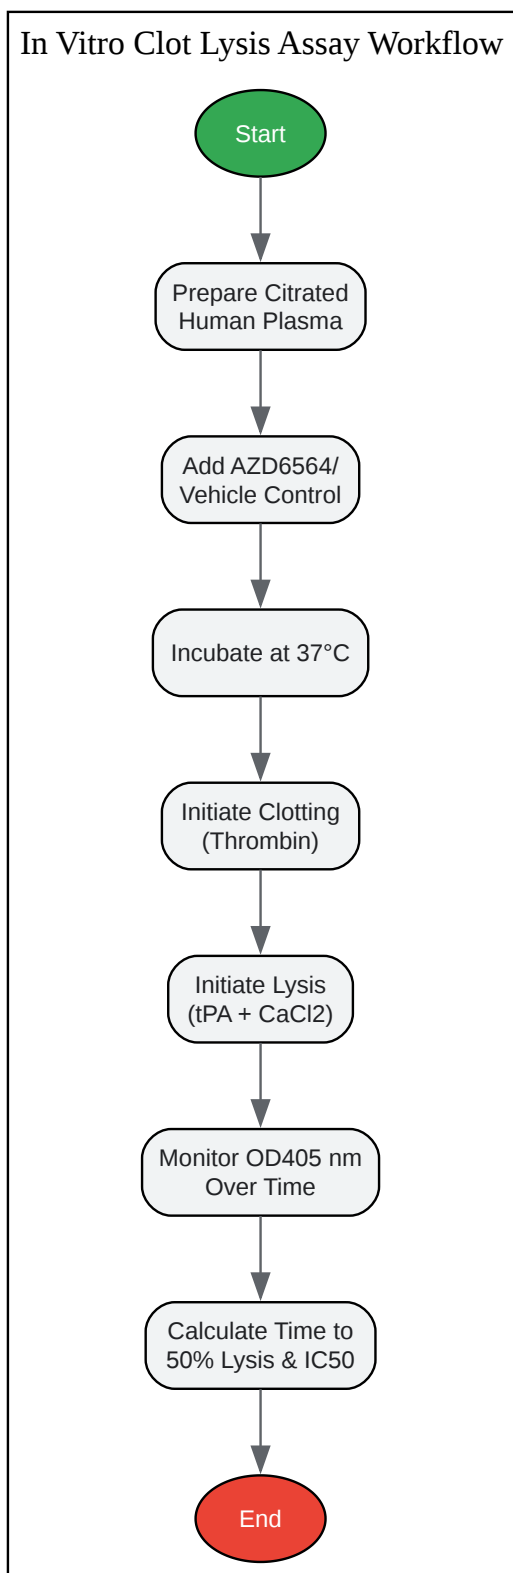 In Vitro Clot Lysis Assay Workflow
Start
Prepare Citrated
Human Plasma
Add AZD6564/
Vehicle Control
Incubate at 37°C
Initiate Clotting
(Thrombin)
Initiate Lysis
(tPA + CaCl2)
Monitor OD405 nm
Over Time
Calculate Time to
50% Lysis & IC50
End